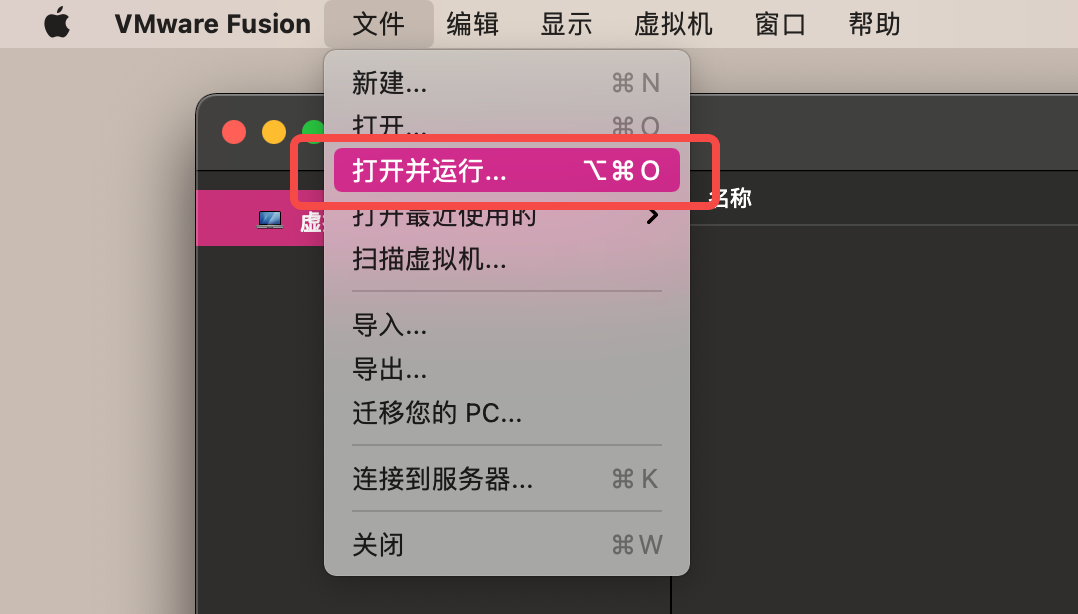 VMware Fusion 文件 编辑 显示 虚拟机 窗口 帮助
新建... ⌘ N
打开... ⌘ O
打开并运行... ⌥⌘ O
名称
打开最近使用的
虚
扫描虚拟机...
导入...
导出...
迁移您的 PC...
连接到服务器... ⌘ K
关闭 ⌘ W